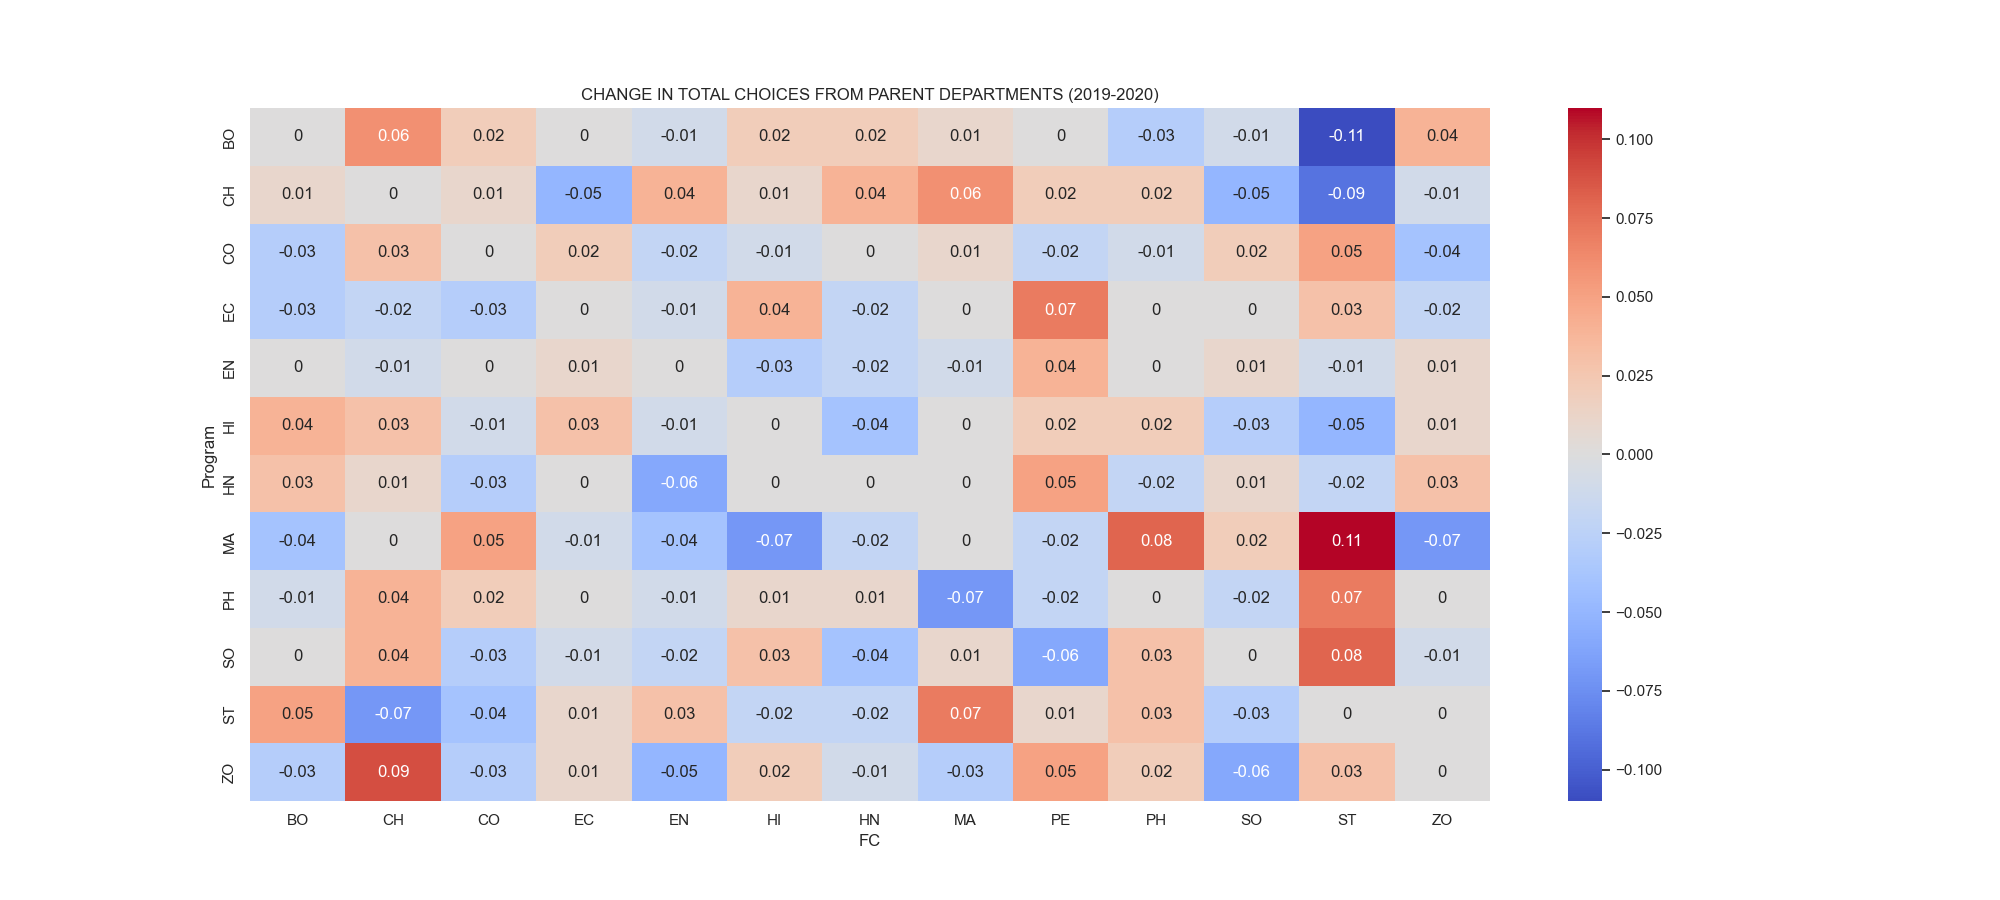 CHANGE IN TOTAL CHOICES FROM PARENT DEPARTMENTS (2019-2020)
BO 0 0.06 0.02 0 -0.01 0.02 0.02 0.01 0 -0.03 -0.01 -0.11 0.04
CH 0.01 0 0.01 -0.05 0.04 0.01 0.04 0.06 0.02 0.02 -0.05 -0.09 -0.01
CO -0.03 0.03 0 0.02 -0.02 -0.01 0 0.01 -0.02 -0.01 0.02 0.05 -0.04
EC -0.03 -0.02 -0.03 0 -0.01 0.04 -0.02 0 0.07 0 0 0.03 -0.02
EN 0 -0.01 0 0.01 0 -0.03 -0.02 -0.01 0.04 0 0.01 -0.01 0.01
HI 0.04 0.03 -0.01 0.03 -0.01 0 -0.04 0 0.02 0.02 -0.03 -0.05 0.01
Program
HN 0.03 0.01 -0.03 0 -0.06 0 0 0 0.05 -0.02 0.01 -0.02 0.03
MA -0.04 0 0.05 -0.01 -0.04 -0.07 -0.02 0 -0.02 0.08 0.02 0.11 -0.07
PH -0.01 0.04 0.02 0 -0.01 0.01 0.01 -0.07 -0.02 0 -0.02 0.07 0
SO 0 0.04 -0.03 -0.01 -0.02 0.03 -0.04 0.01 -0.06 0.03 0 0.08 -0.01
ST 0.05 -0.07 -0.04 0.01 0.03 -0.02 -0.02 0.07 0.01 0.03 -0.03 0 0
ZO -0.03 0.09 -0.03 0.01 -0.05 0.02 -0.01 -0.03 0.05 0.02 -0.06 0.03 0
BO CH CO EC EN HI HN MA PE PH SO ST ZO
FC
0.100
0.075
0.050
0.025
0.000
−0.025
−0.050
−0.075
−0.100